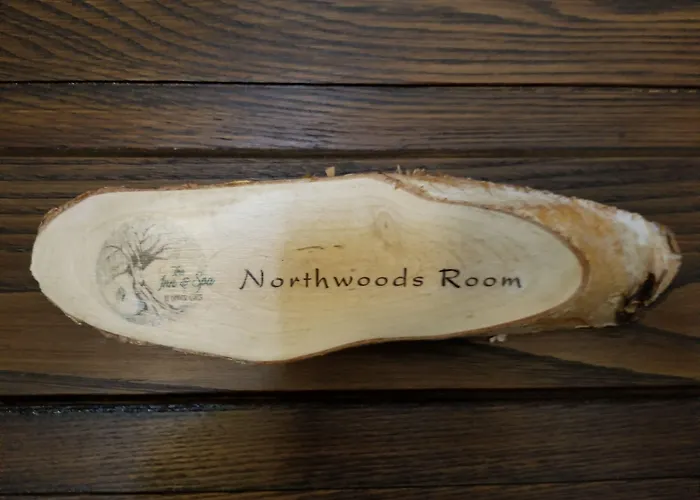 The
Inn & Spa
Northwoods Room